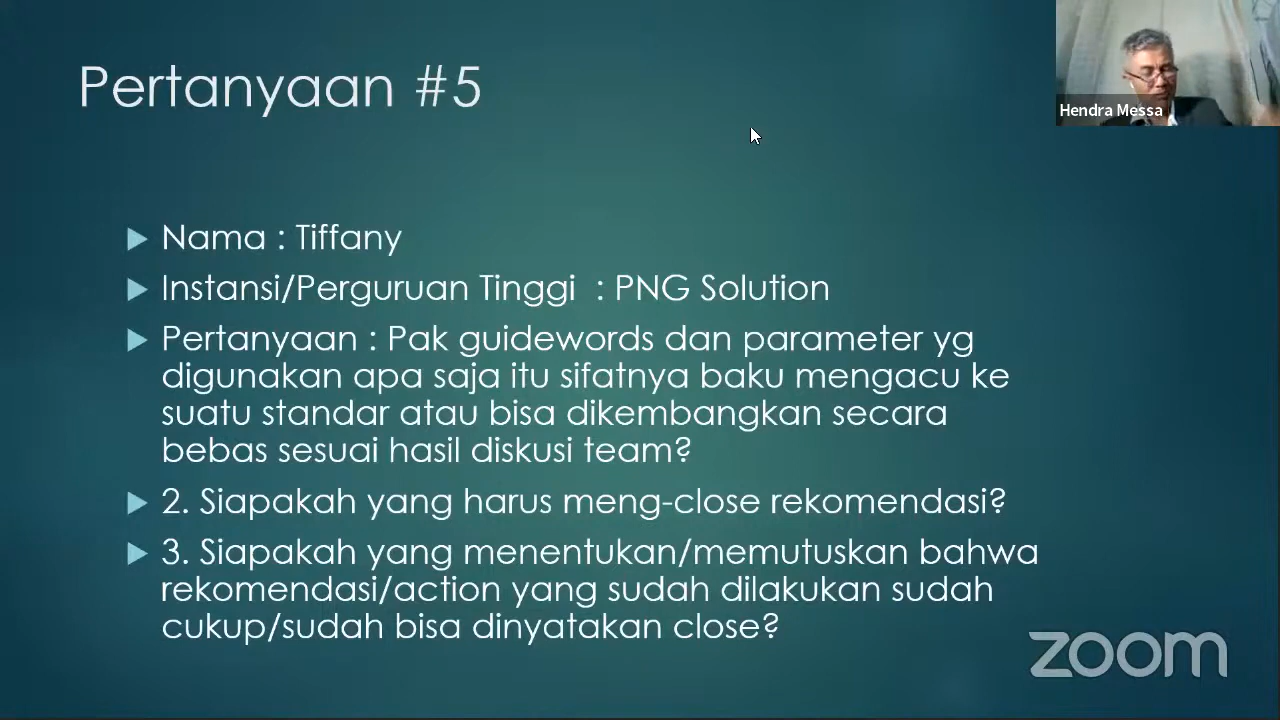 Pertanyaan #5
Hendra Messa
Nama : Tiffany
Instansi/Perguruan Tinggi : PNG Solution
Pertanyaan : Pak guidewords dan parameter yg
digunakan apa saja itu sifatnya baku mengacu ke
suatu standar atau bisa dikembangkan secara
bebas sesuai hasil diskusi team?
2. Siapakah yang harus meng-close rekomendasi?
3. Siapakah yang menentukan/memutuskan bahwa
rekomendasi/action yang sudah dilakukan sudah
cukup/sudah bisa dinyatakan close?
zoom